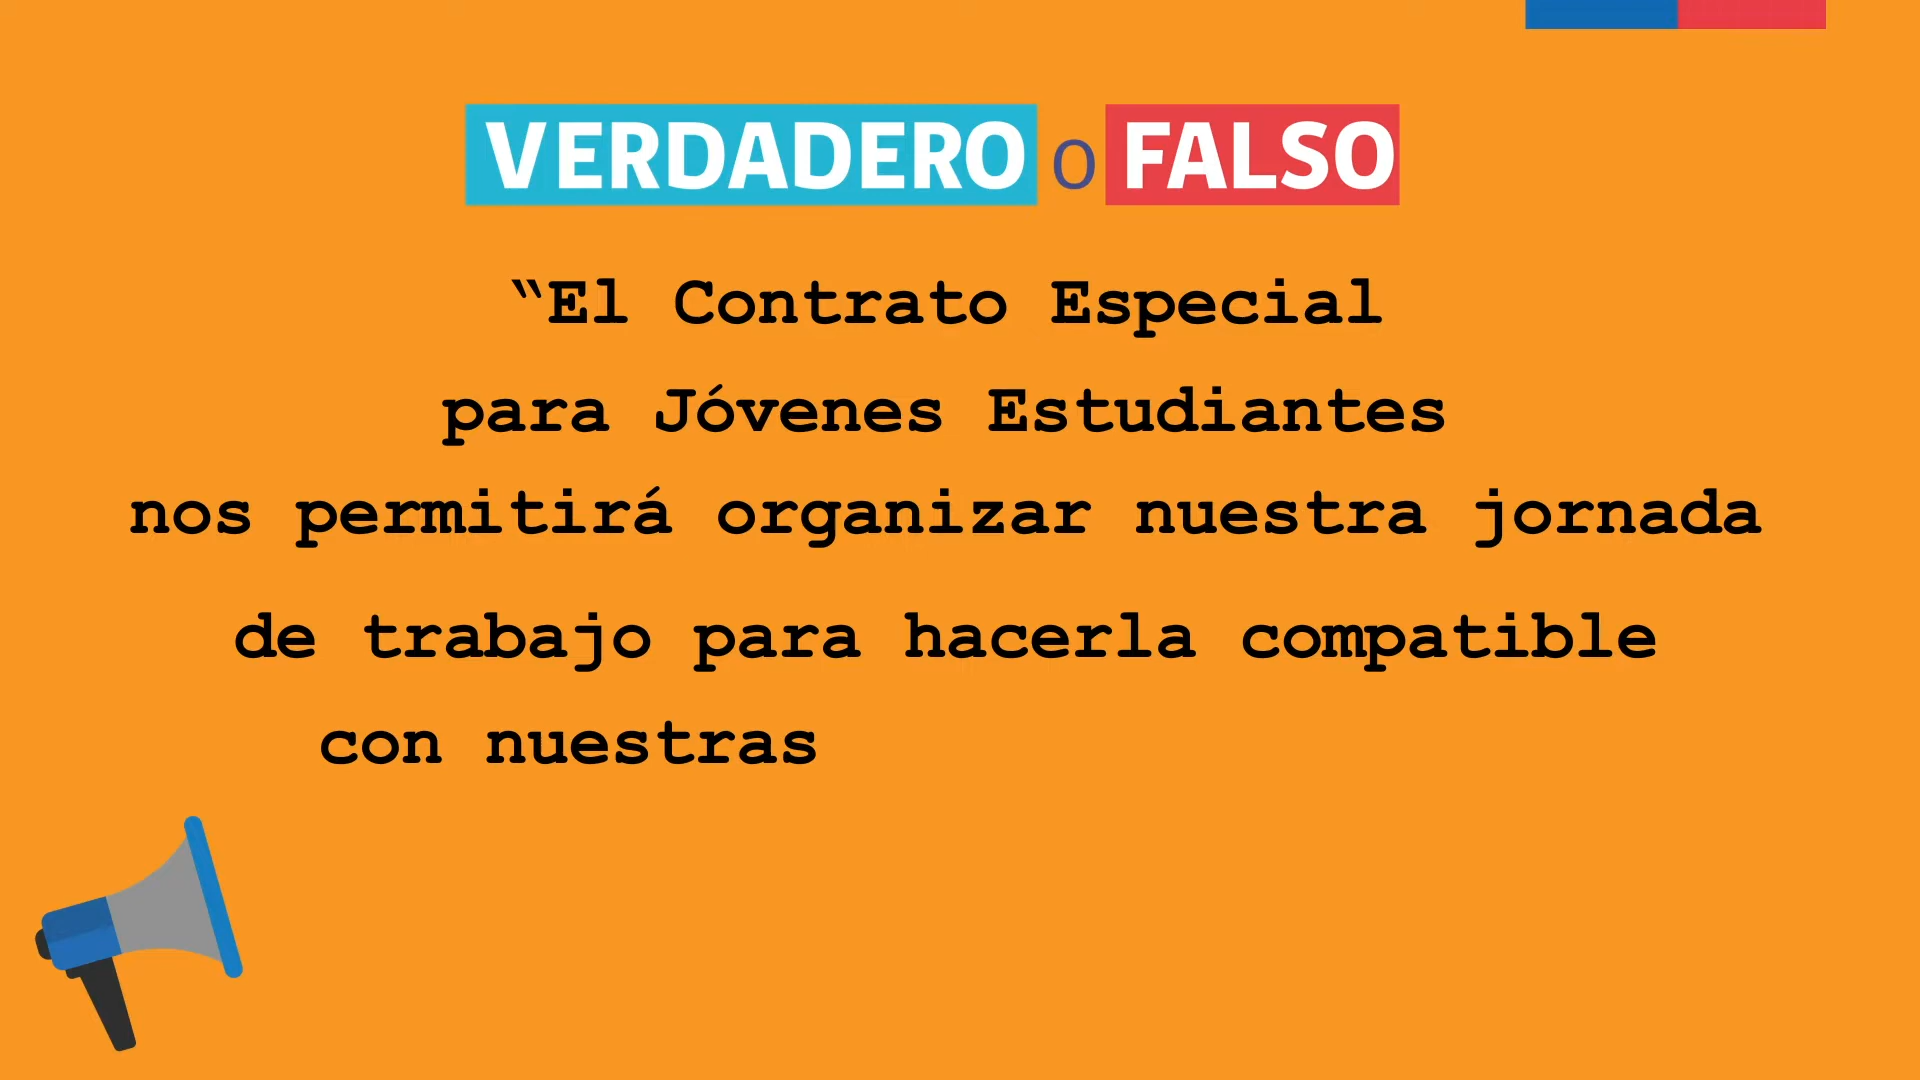 VERDADERO o FALSO
“El Contrato Especial
para Jóvenes Estudiantes
nos permitirá organizar nuestra jornada
de trabajo para hacerla compatible
con nuestras